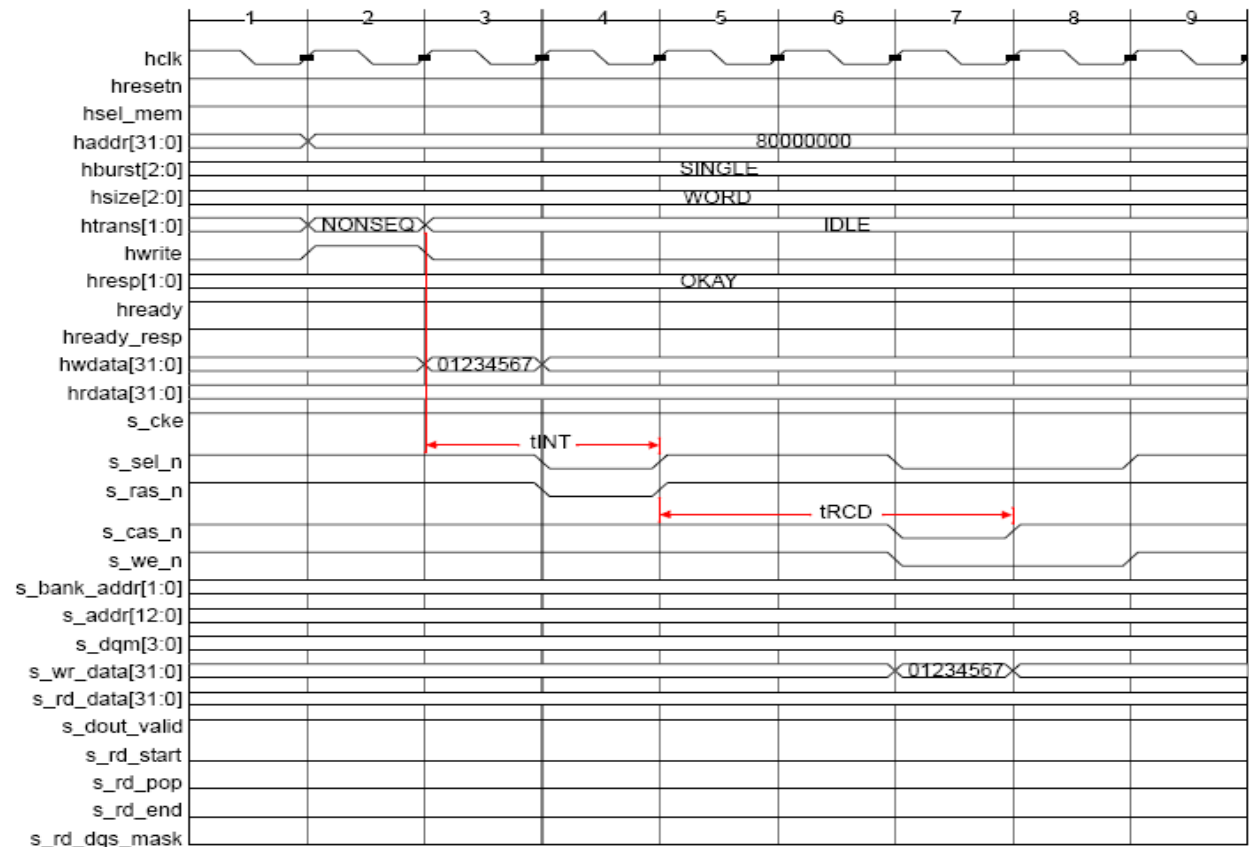 1 2 3 4 5 6 7 8 9
hclk
hresetn
hsel_mem
haddr[31:0] 80000000
hburst[2:0] SINGLE
hsize[2:0] WORD
htrans[1:0] NONSEQ IDLE
hwrite
hresp[1:0] OKAY
hready
hready_resp
hwdata[31:0] 01234567
hrdata[31:0]
s_cke
tINT
s_sel_n
s_ras_n
tRCD
s_cas_n
s_we_n
s_bank_addr[1:0]
s_addr[12:0]
s_dqm[3:0]
s_wr_data[31:0] 01234567
s_rd_data[31:0]
s_dout_valid
s_rd_start
s_rd_pop
s_rd_end
s_rd_dqs_mask